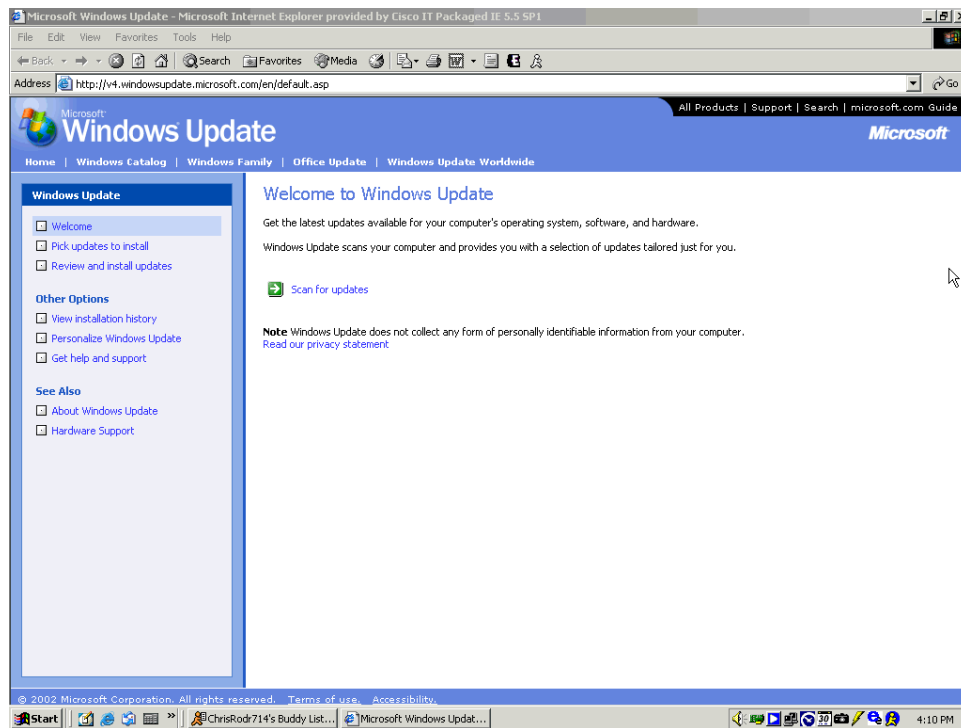 Microsoft Windows Update - Microsoft Internet Explorer provided by Cisco IT Packaged IE 5.5 SP1
File Edit View Favorites Tools Help
Back Search Favorites Media
Address http://v4.windowsupdate.microsoft.com/en/default.asp Go
All Products | Support | Search | microsoft.com Guide
Microsoft
Windows Update
Microsoft
Home | Windows Catalog | Windows Family | Office Update | Windows Update Worldwide
Windows Update
Welcome
Pick updates to install
Review and install updates
Other Options
View installation history
Personalize Windows Update
Get help and support
See Also
About Windows Update
Hardware Support
Welcome to Windows Update
Get the latest updates available for your computer's operating system, software, and hardware.
Windows Update scans your computer and provides you with a selection of updates tailored just for you.
Scan for updates
Note Windows Update does not collect any form of personally identifiable information from your computer.
Read our privacy statement
© 2002 Microsoft Corporation. All rights reserved. Terms of use. Accessibility.
Start » ChrisRodr714's Buddy List... Microsoft Windows Updat... 30 4:10 PM